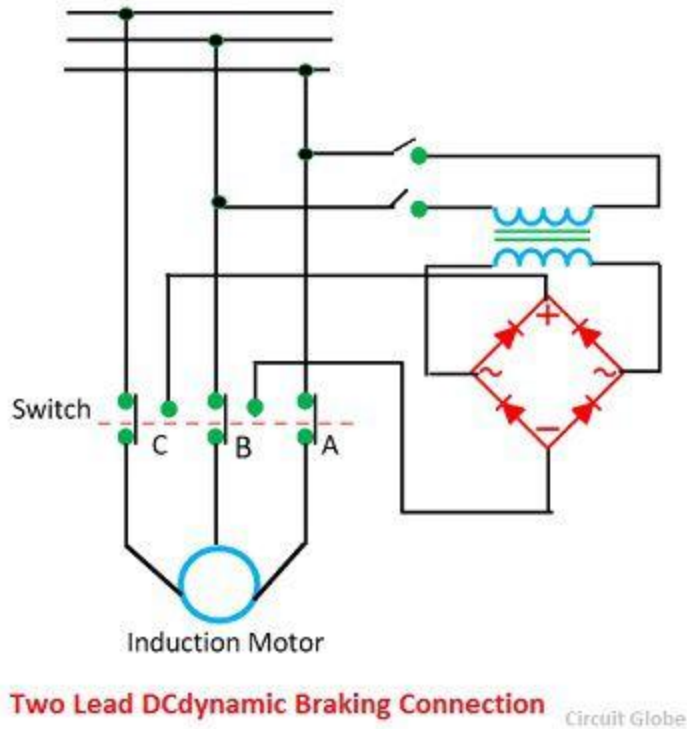 +
~ ~
−
Switch
C B A
Induction Motor
Two Lead DCdynamic Braking Connection
Circuit Globe